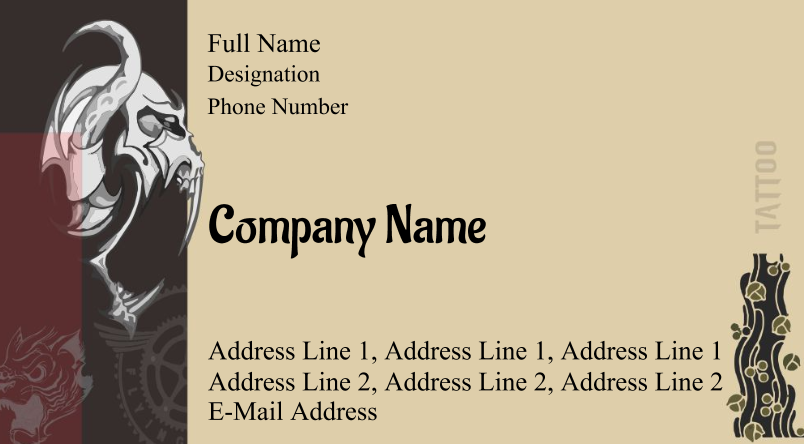 Full Name
Designation
Phone Number
Company Name
TATTOO
Address Line 1, Address Line 1, Address Line 1
Address Line 2, Address Line 2, Address Line 2
E-Mail Address